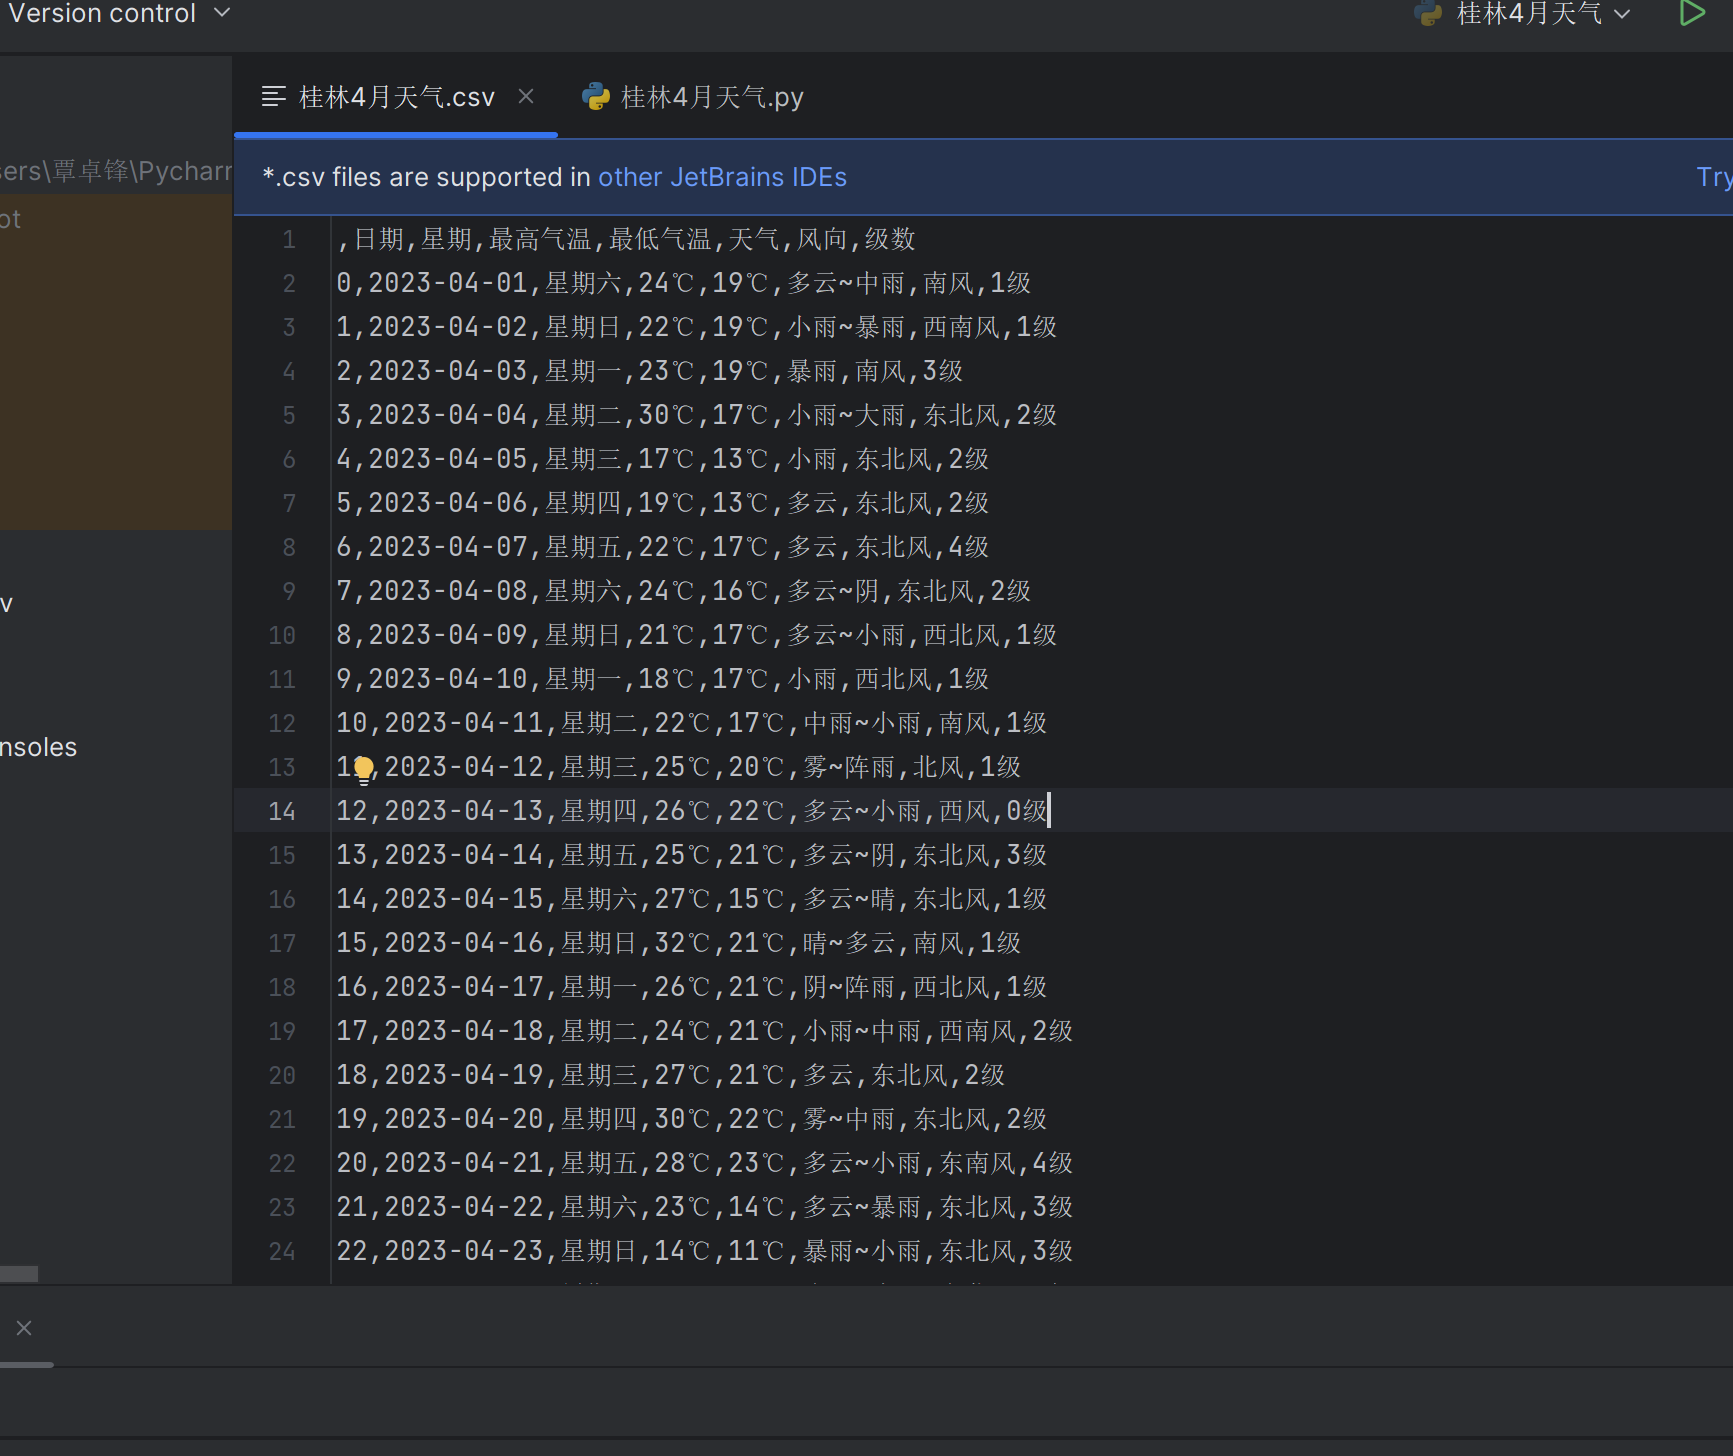 Version control
桂林4月天气
桂林4月天气.csv
桂林4月天气.py
sers\覃卓锋\Pychar
ot
*.csv files are supported in other JetBrains IDEs
Try
1 ,日期,星期,最高气温,最低气温,天气,风向,级数
2 0,2023-04-01,星期六,24℃,19℃,多云~中雨,南风,1级
3 1,2023-04-02,星期日,22℃,19℃,小雨~暴雨,西南风,1级
4 2,2023-04-03,星期一,23℃,19℃,暴雨,南风,3级
5 3,2023-04-04,星期二,30℃,17℃,小雨~大雨,东北风,2级
6 4,2023-04-05,星期三,17℃,13℃,小雨,东北风,2级
7 5,2023-04-06,星期四,19℃,13℃,多云,东北风,2级
8 6,2023-04-07,星期五,22℃,17℃,多云,东北风,4级
9 7,2023-04-08,星期六,24℃,16℃,多云~阴,东北风,2级
v
10 8,2023-04-09,星期日,21℃,17℃,多云~小雨,西北风,1级
11 9,2023-04-10,星期一,18℃,17℃,小雨,西北风,1级
12 10,2023-04-11,星期二,22℃,17℃,中雨~小雨,南风,1级
nsoles
13 11,2023-04-12,星期三,25℃,20℃,雾~阵雨,北风,1级
14 12,2023-04-13,星期四,26℃,22℃,多云~小雨,西风,0级
15 13,2023-04-14,星期五,25℃,21℃,多云~阴,东北风,3级
16 14,2023-04-15,星期六,27℃,15℃,多云~晴,东北风,1级
17 15,2023-04-16,星期日,32℃,21℃,晴~多云,南风,1级
18 16,2023-04-17,星期一,26℃,21℃,阴~阵雨,西北风,1级
19 17,2023-04-18,星期二,24℃,21℃,小雨~中雨,西南风,2级
20 18,2023-04-19,星期三,27℃,21℃,多云,东北风,2级
21 19,2023-04-20,星期四,30℃,22℃,雾~中雨,东北风,2级
22 20,2023-04-21,星期五,28℃,23℃,多云~小雨,东南风,4级
23 21,2023-04-22,星期六,23℃,14℃,多云~暴雨,东北风,3级
24 22,2023-04-23,星期日,14℃,11℃,暴雨~小雨,东北风,3级